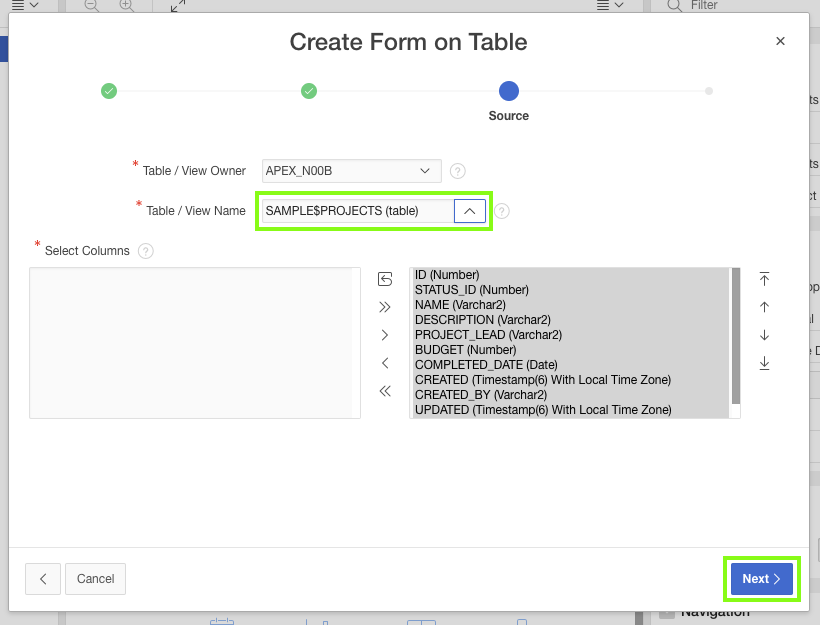 Filter
Create Form on Table
Source
* Table / View Owner APEX_N00B
* Table / View Name SAMPLE$PROJECTS (table)
* Select Columns
ID (Number)
STATUS_ID (Number)
NAME (Varchar2)
DESCRIPTION (Varchar2)
PROJECT_LEAD (Varchar2)
BUDGET (Number)
COMPLETED_DATE (Date)
CREATED (Timestamp(6) With Local Time Zone)
CREATED_BY (Varchar2)
UPDATED (Timestamp(6) With Local Time Zone)
Cancel
Next
Navigation